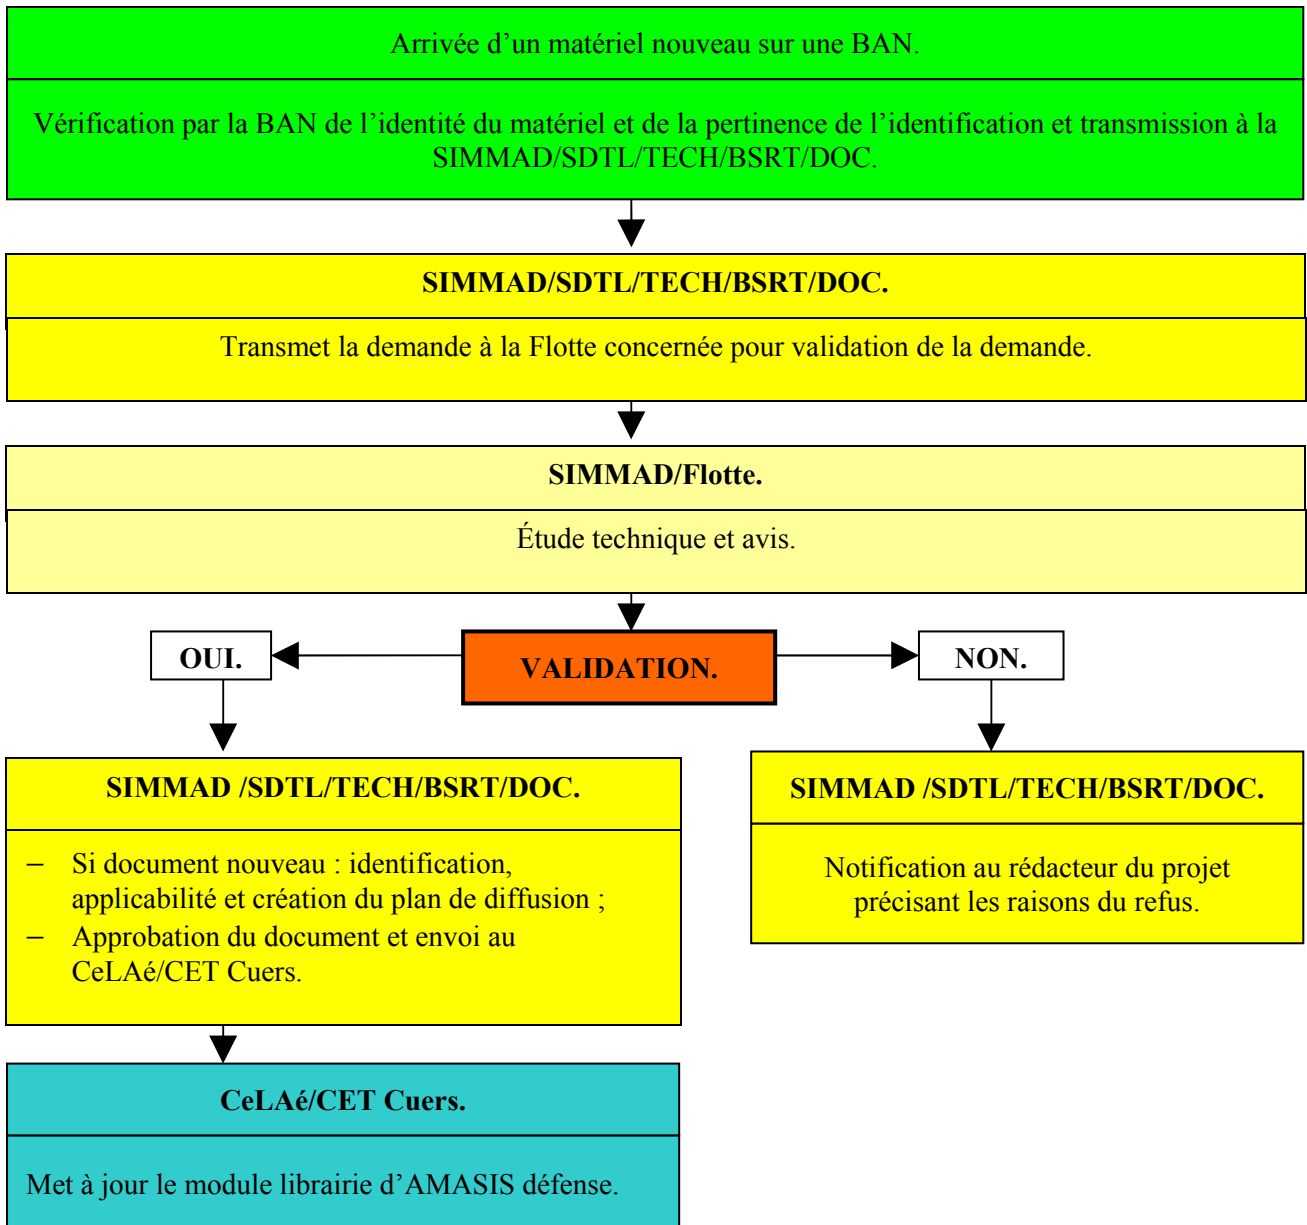 Arrivée d’un matériel nouveau sur une BAN.
Vérification par la BAN de l’identité du matériel et de la pertinence de l’identification et transmission à la
SIMMAD/SDTL/TECH/BSRT/DOC.
SIMMAD/SDTL/TECH/BSRT/DOC.
Transmet la demande à la Flotte concernée pour validation de la demande.
SIMMAD/Flotte.
Étude technique et avis.
OUI.
VALIDATION.
NON.
SIMMAD /SDTL/TECH/BSRT/DOC.
– Si document nouveau : identification,
applicabilité et création du plan de diffusion ;
– Approbation du document et envoi au
CeLAé/CET Cuers.
SIMMAD /SDTL/TECH/BSRT/DOC.
Notification au rédacteur du projet
précisant les raisons du refus.
CeLAé/CET Cuers.
Met à jour le module librairie d’AMASIS défense.